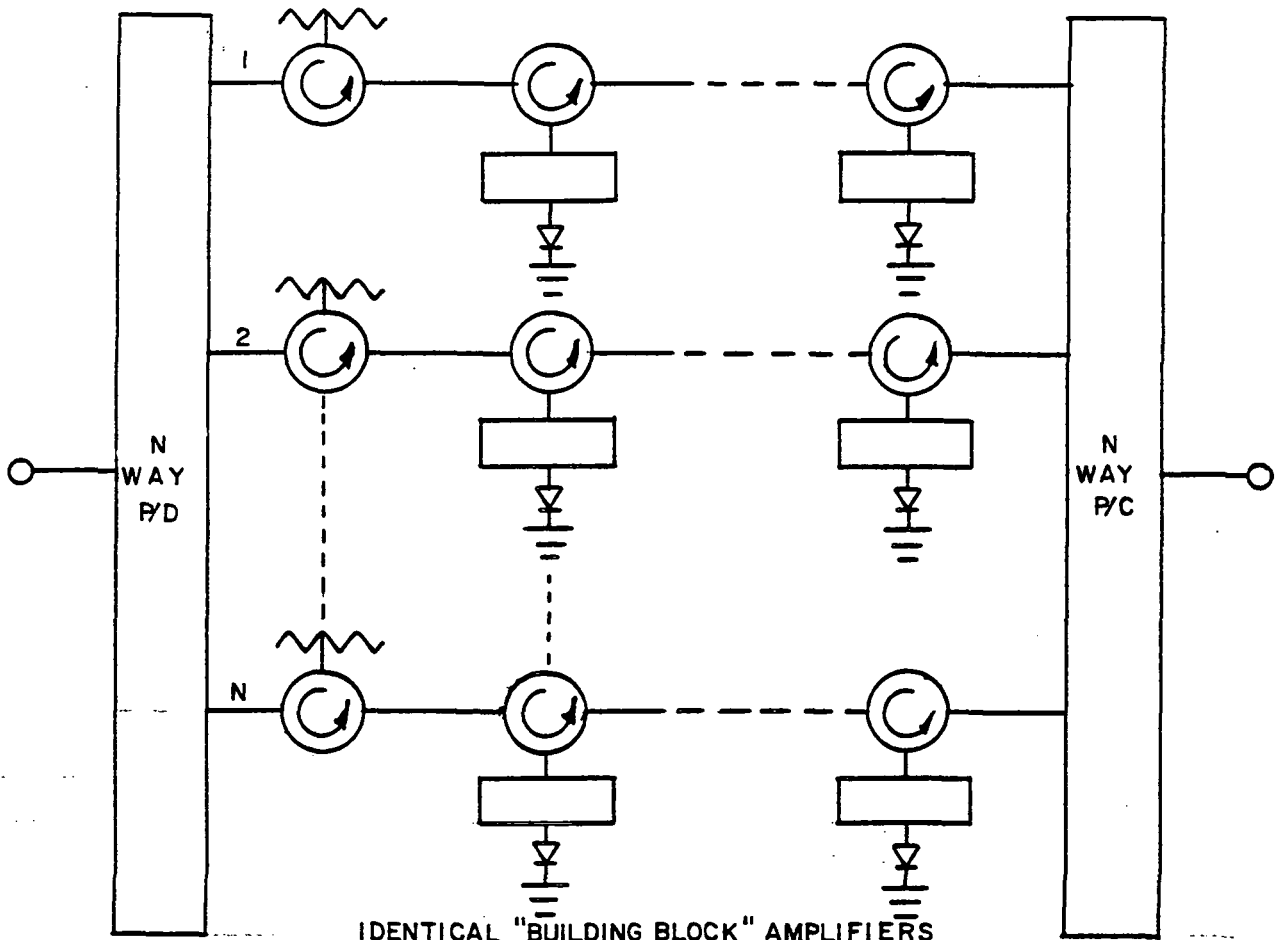 1
2
N
N
WAY
P/D
N
WAY
P/C
IDENTICAL "BUILDING BLOCK" AMPLIFIERS